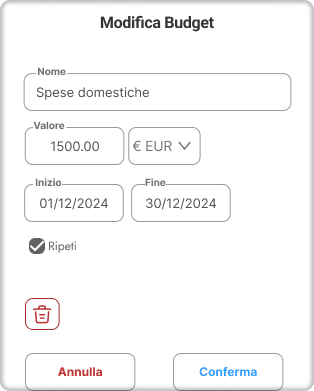 Modifica Budget
Nome
Spese domestiche
Valore
1500.00
€ EUR
Inizio
Fine
01/12/2024
30/12/2024
Ripeti
Annulla
Conferma